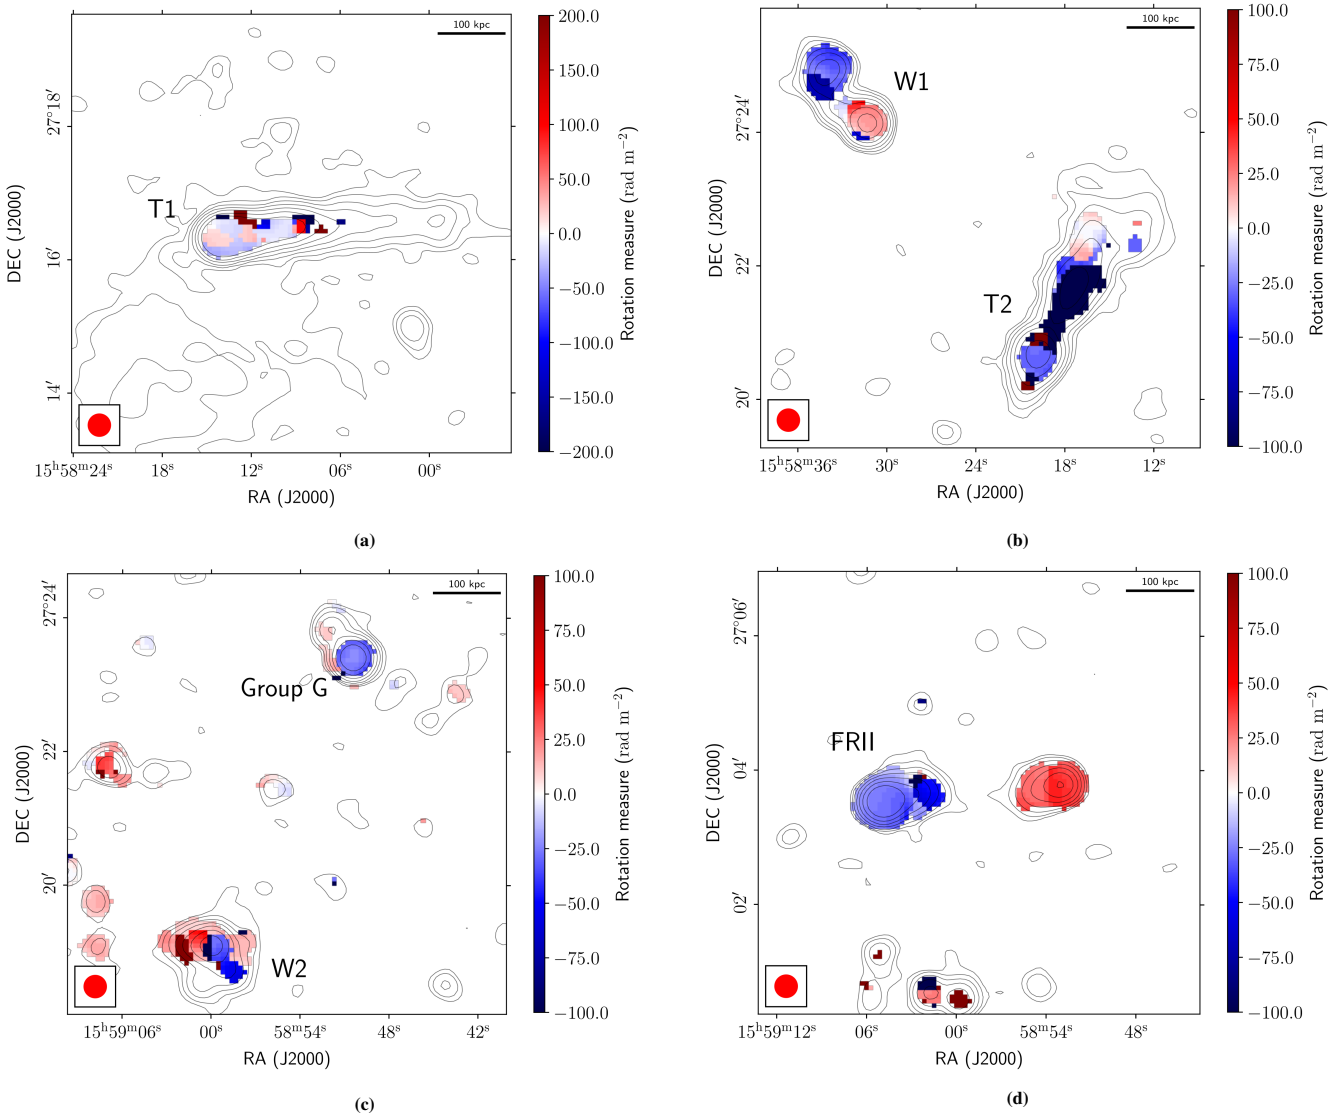 100 kpc
T1
27°18′
16′
14′
DEC (J2000)
15ʰ58ᵐ24ˢ
18ˢ
12ˢ
06ˢ
00ˢ
RA (J2000)
200.0
150.0
100.0
50.0
0.0
−50.0
−100.0
−150.0
−200.0
Rotation measure (rad m⁻²)
(a)
100 kpc
W1
T2
27°24′
22′
20′
DEC (J2000)
15ʰ58ᵐ36ˢ
30ˢ
24ˢ
18ˢ
12ˢ
RA (J2000)
100.0
75.0
50.0
25.0
0.0
−25.0
−50.0
−75.0
−100.0
Rotation measure (rad m⁻²)
(b)
100 kpc
Group G
W2
27°24′
22′
20′
DEC (J2000)
15ʰ59ᵐ06ˢ
00ˢ
58ᵐ54ˢ
48ˢ
42ˢ
RA (J2000)
100.0
75.0
50.0
25.0
0.0
−25.0
−50.0
−75.0
−100.0
Rotation measure (rad m⁻²)
(c)
100 kpc
FRII
27°06′
04′
02′
DEC (J2000)
15ʰ59ᵐ12ˢ
06ˢ
00ˢ
58ᵐ54ˢ
48ˢ
RA (J2000)
100.0
75.0
50.0
25.0
0.0
−25.0
−50.0
−75.0
−100.0
Rotation measure (rad m⁻²)
(d)